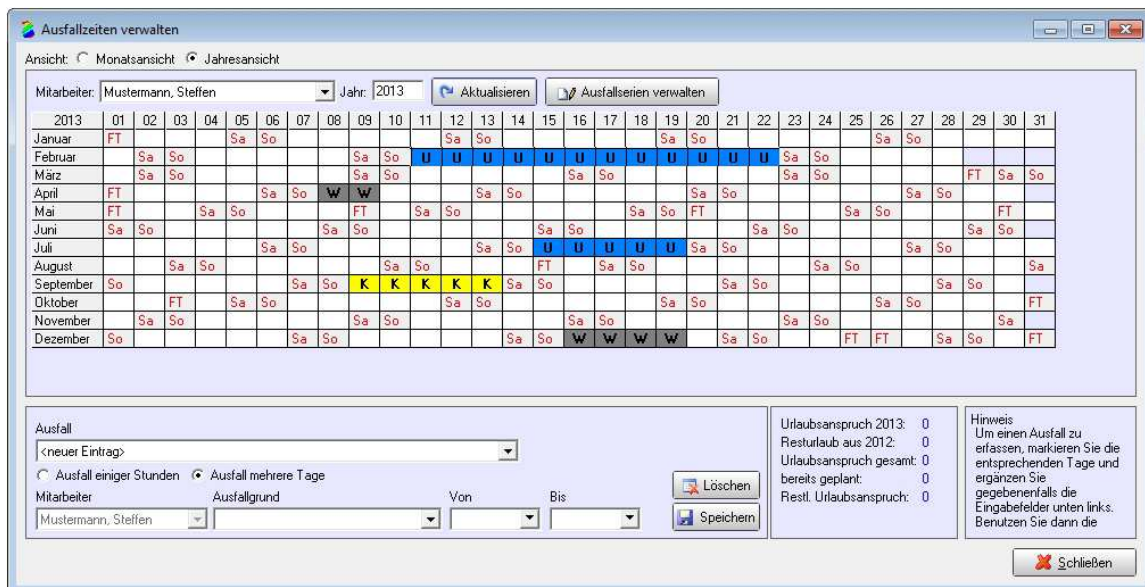 Ausfallzeiten verwalten
Ansicht: Monatsansicht Jahresansicht
Mitarbeiter: Mustermann, Steffen Jahr: 2013 Aktualisieren Ausfallserien verwalten
2013 01 02 03 04 05 06 07 08 09 10 11 12 13 14 15 16 17 18 19 20 21 22 23 24 25 26 27 28 29 30 31
Januar FT Sa So Sa So Sa So Sa So
Februar Sa So Sa So U U U U U U U U U U U U Sa So
März Sa So Sa So Sa So Sa So FT Sa So
April FT Sa So W W Sa So Sa So Sa So
Mai FT Sa So FT Sa So Sa So FT Sa So FT
Juni Sa So Sa So Sa So Sa So Sa So
Juli Sa So Sa So U U U U U Sa So Sa So
August Sa So Sa So FT Sa So Sa So Sa
September So Sa So K K K K K Sa So Sa So Sa So
Oktober FT Sa So Sa So Sa So Sa So FT
November Sa So Sa So Sa So Sa So Sa
Dezember So Sa So Sa So W W W W Sa So FT FT Sa So FT
Ausfall
<neuer Eintrag>
Ausfall einiger Stunden Ausfall mehrere Tage
Mitarbeiter Ausfallgrund Von Bis
Mustermann, Steffen
Löschen
Speichern
Urlaubsanspruch 2013: 0
Resturlaub aus 2012: 0
Urlaubsanspruch gesamt: 0
bereits geplant: 0
Restl. Urlaubsanspruch: 0
Hinweis
Um einen Ausfall zu
erfassen, markieren Sie die
entsprechenden Tage und
ergänzen Sie
gegebenenfalls die
Eingabefelder unten links.
Benutzen Sie dann die
Schließen